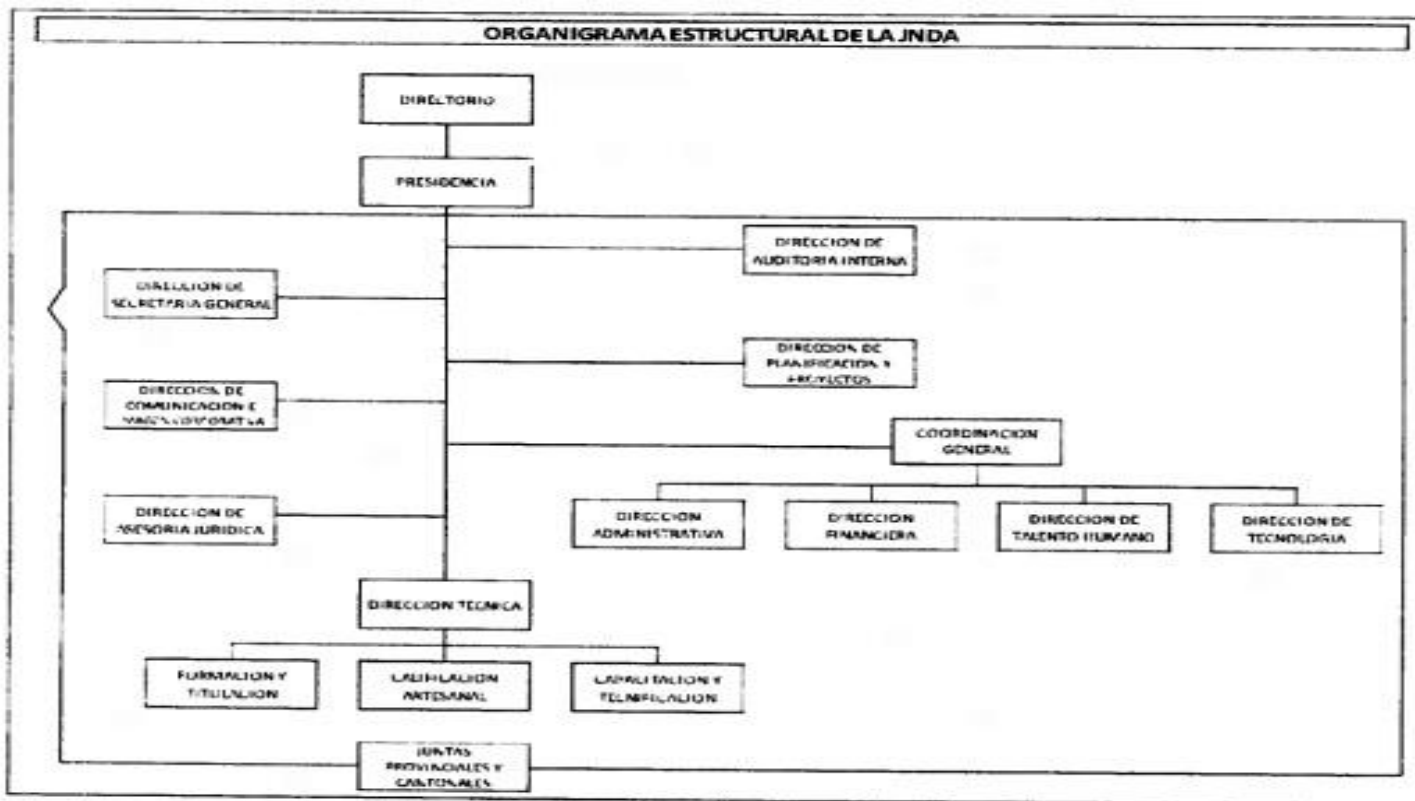 ORGANIGRAMA ESTRUCTURAL DE LA JNDA
DIRECTORIO
PRESIDENCIA
DIRECCION DE
AUDITORIA INTERNA
DIRECCION DE
SECRETARIA GENERAL
DIRECCION DE
PLANIFICACION Y
PROYECTOS
DIRECCION DE
COMUNICACION E
IMAGEN CORPORATIVA
COORDINACION
GENERAL
DIRECCION DE
ASESORIA JURIDICA
DIRECCION
ADMINISTRATIVA
DIRECCION
FINANCIERA
DIRECCION DE
TALENTO HUMANO
DIRECCION DE
TECNOLOGIA
DIRECCION TECNICA
FORMACION Y
TITULACION
CALIFICACION
ARTESANAL
CAPACITACION Y
TECNIFICACION
JUNTAS
PROVINCIALES Y
CANTONALES